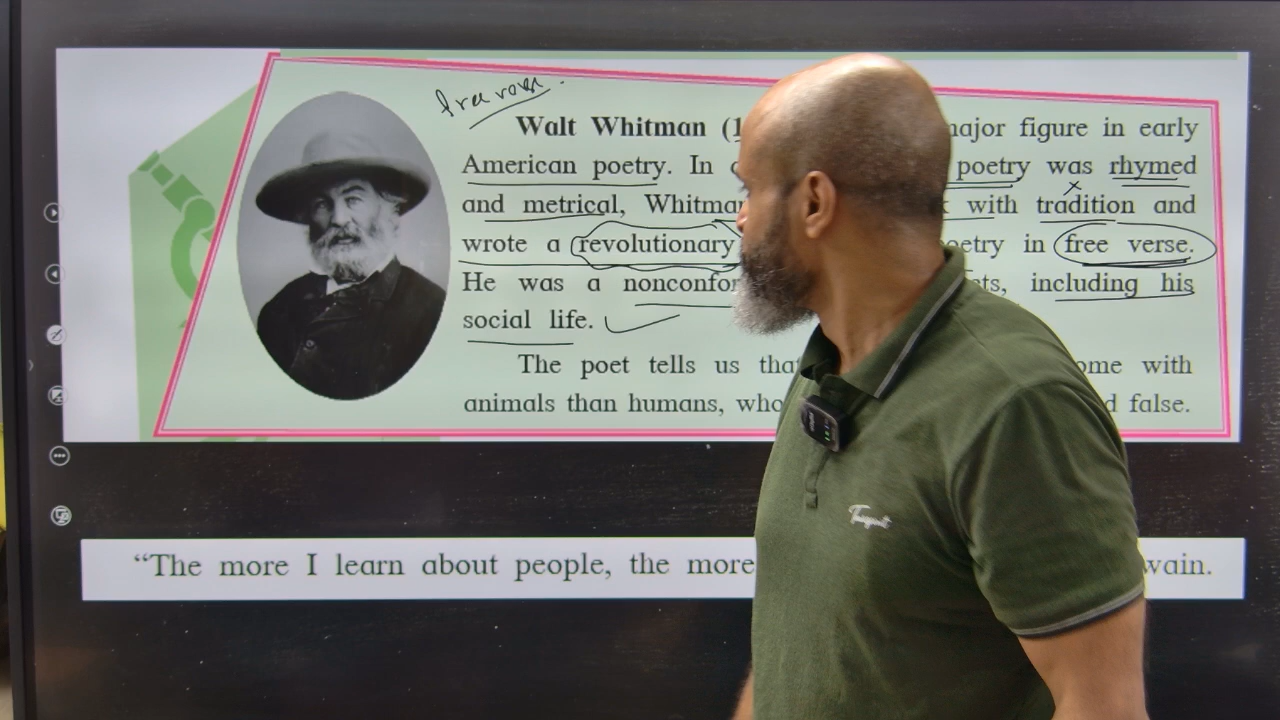 free verse
Walt Whitman (1 major figure in early
American poetry. In poetry was rhymed
and metrical, Whitman with tradition and
wrote a revolutionary poetry in free verse.
He was a nonconfor including his
social life.
The poet tells us tha ome with
animals than humans, who false.
“The more I learn about people, the more wain.